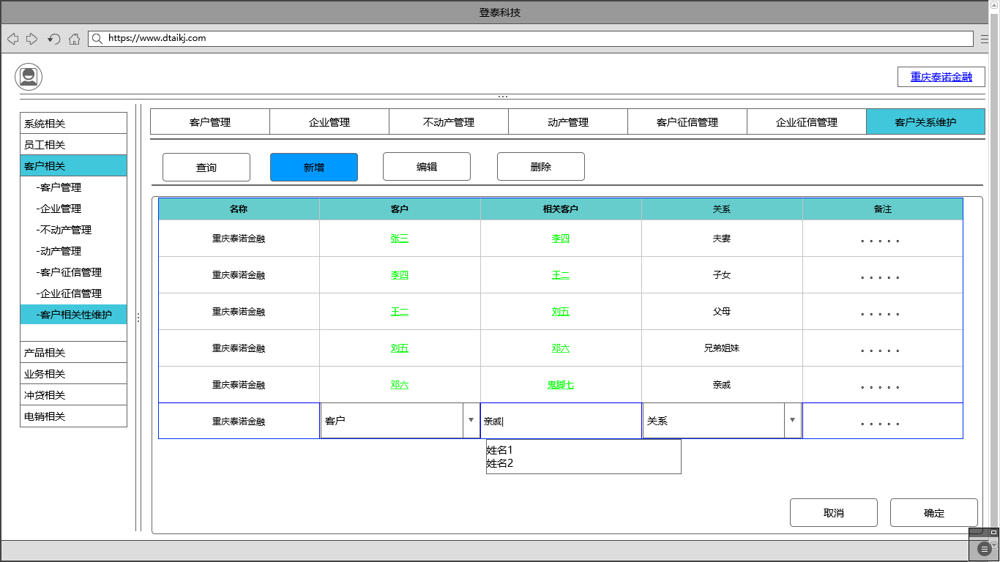 登泰科技
https://www.dtaikj.com
重庆泰诺金融
系统相关
员工相关
客户相关
-客户管理
-企业管理
-不动产管理
-动产管理
-客户征信管理
-企业征信管理
-客户相关性维护
产品相关
业务相关
冲贷相关
电销相关
客户管理 企业管理 不动产管理 动产管理 客户征信管理 企业征信管理 客户关系维护
查询 新增 编辑 删除
名称 客户 相关客户 关系 备注
重庆泰诺金融 张三 李四 夫妻 。。。。。
重庆泰诺金融 李四 王二 子女 。。。。。
重庆泰诺金融 王二 刘五 父母 。。。。。
重庆泰诺金融 刘五 邓六 兄弟姐妹 。。。。。
重庆泰诺金融 邓六 鬼脚七 亲戚 。。。。。
重庆泰诺金融 客户 亲戚 关系 。。。。。
姓名1
姓名2
取消 确定